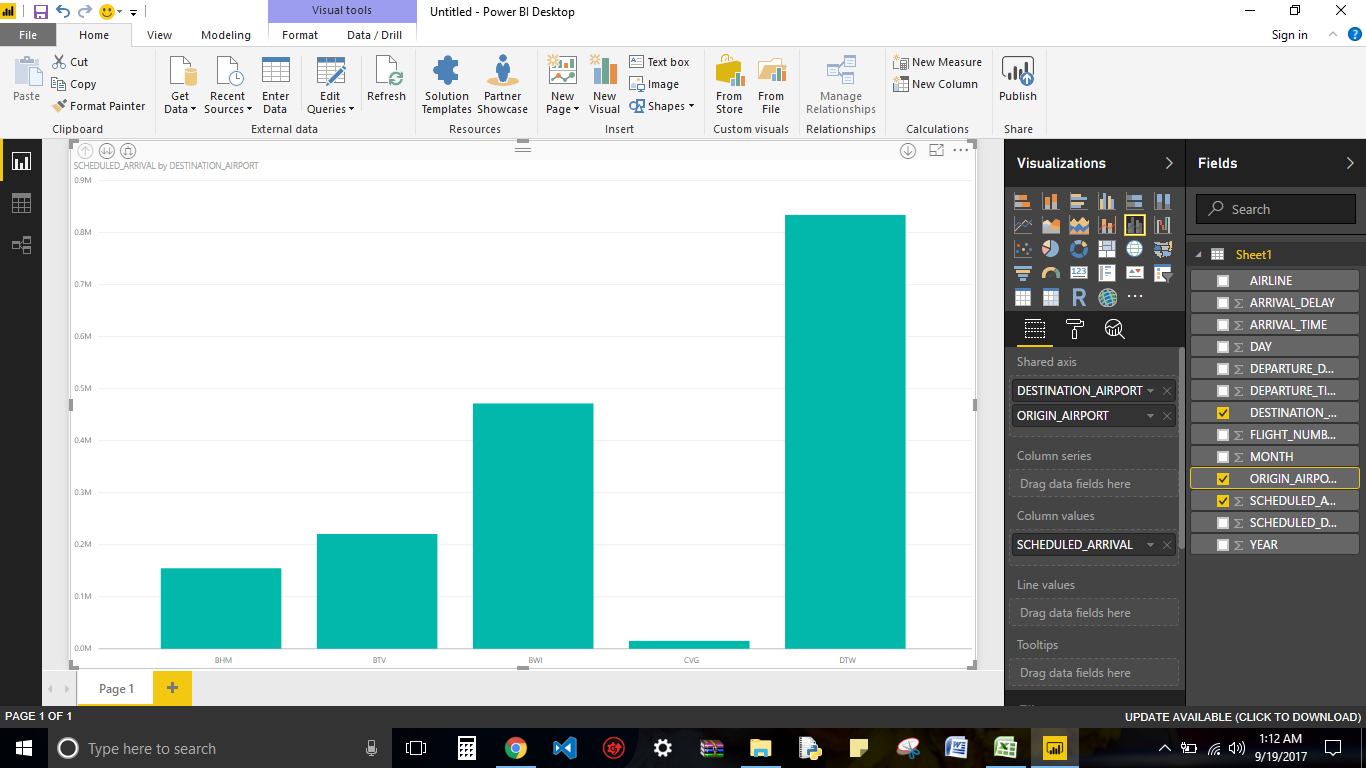 Visual tools
Untitled - Power BI Desktop
File Home View Modeling Format Data / Drill
Sign in
Paste
Cut
Copy
Format Painter
Clipboard
Get Data
Recent Sources
Enter Data
Edit Queries
Refresh
External data
Solution Templates
Partner Showcase
Resources
New Page
New Visual
Text box
Image
Shapes
Insert
From Store
From File
Custom visuals
Manage Relationships
Relationships
New Measure
New Column
Calculations
Publish
Share
SCHEDULED_ARRIVAL by DESTINATION_AIRPORT
0.9M
0.8M
0.7M
0.6M
0.5M
0.4M
0.3M
0.2M
0.1M
0.0M
BHM BTV BWI CVG DTW
Visualizations
123
R
Shared axis
DESTINATION_AIRPORT
ORIGIN_AIRPORT
Column series
Drag data fields here
Column values
SCHEDULED_ARRIVAL
Line values
Drag data fields here
Tooltips
Drag data fields here
Fields
Search
Sheet1
AIRLINE
ARRIVAL_DELAY
ARRIVAL_TIME
DAY
DEPARTURE_D...
DEPARTURE_TI...
DESTINATION_...
FLIGHT_NUMB...
MONTH
ORIGIN_AIRPO...
SCHEDULED_A...
SCHEDULED_D...
YEAR
Page 1
PAGE 1 OF 1
UPDATE AVAILABLE (CLICK TO DOWNLOAD)
Type here to search
1:12 AM
9/19/2017